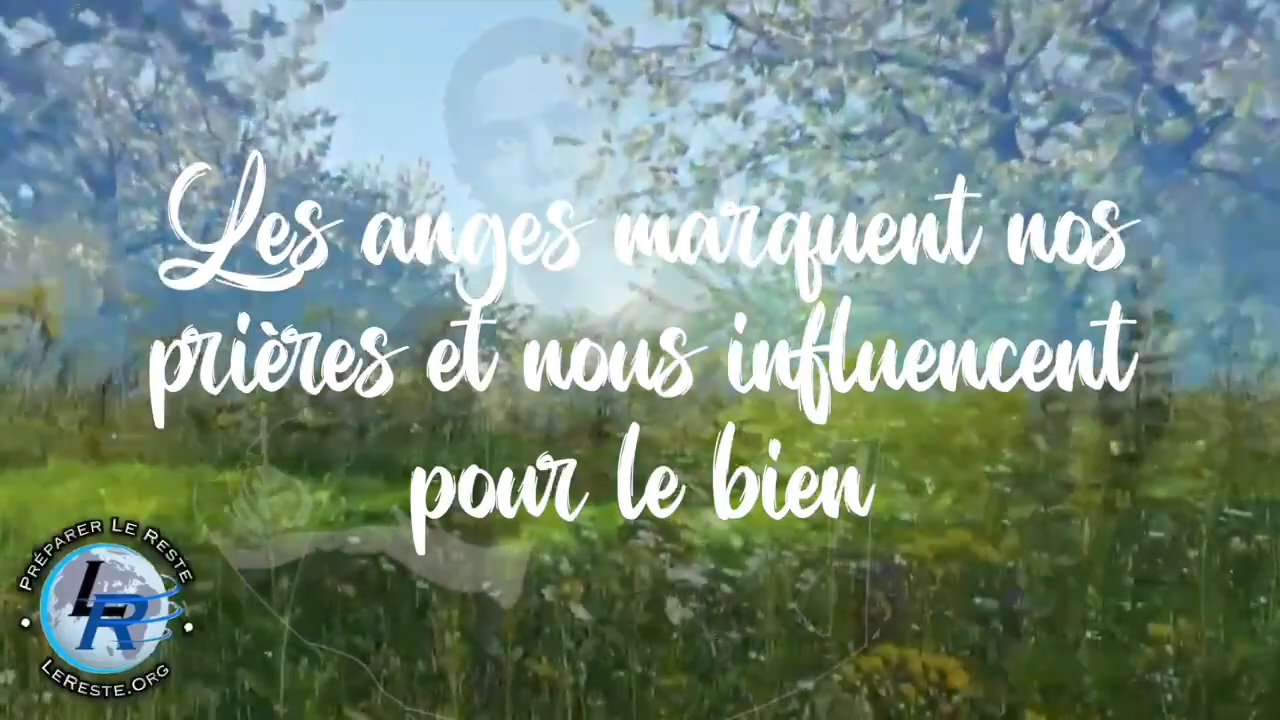 Les anges marquent nos
prières et nous influencent
pour le bien
PRÉPARER LE RESTE
LR
LERESTE.ORG